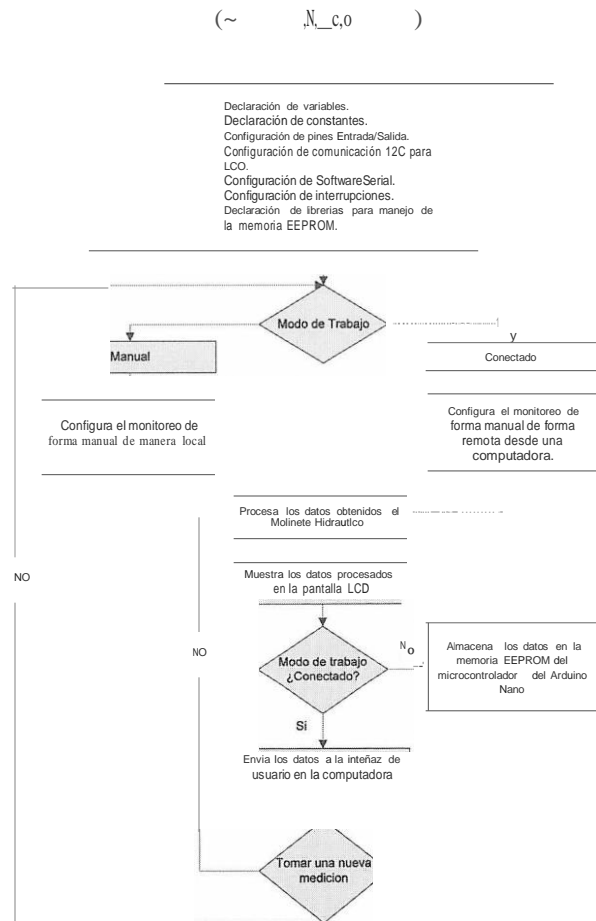 Declaración de variables.
Declaración de constantes.
Configuración de pines Entrada/Salida.
Configuración de comunicación 12C para
LCO.
Configuración de SoftwareSerial.
Configuración de interrupciones.
Declaración de librerias para manejo de
la memoria EEPROM.
Modo de Trabajo
Manual
y
Conectado
Configura el monitoreo de
forma manual de manera local
Configura el monitoreo de
forma manual de forma
remota desde una
computadora.
Procesa los datos obtenidos el
Molinete Hidrautlco
Muestra los datos procesados
en la pantalla LCD
NO
NO
Modo de trabajo
¿Conectado?
No
Almacena los datos en la
memoria EEPROM del
microcontrolador del Arduino
Nano
Sí
Envia los datos a la inteñaz de
usuario en la computadora
Tomar una nueva
medicion